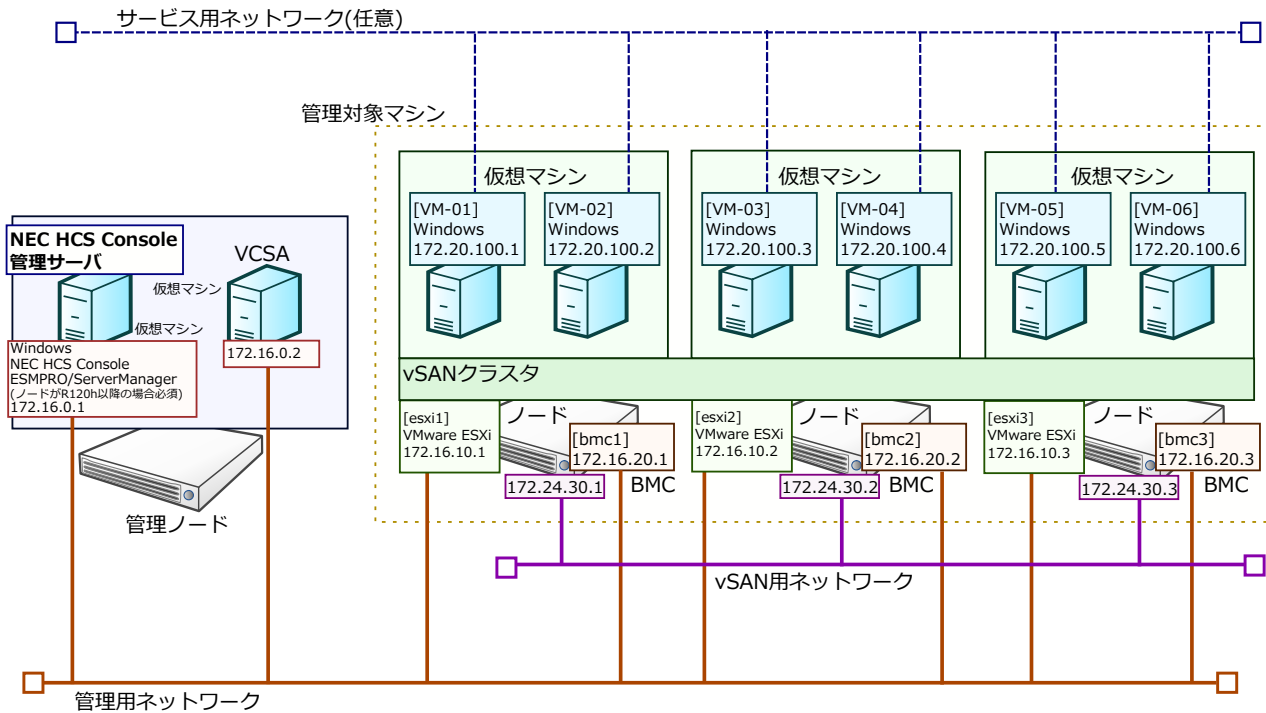 サービス用ネットワーク(任意)
管理対象マシン
NEC HCS Console
管理サーバ
VCSA
仮想マシン
仮想マシン
Windows
NEC HCS Console
ESMPRO/ServerManager
(ノードがR120h以降の場合必須)
172.16.0.1
172.16.0.2
管理ノード
仮想マシン
[VM-01]
Windows
172.20.100.1
[VM-02]
Windows
172.20.100.2
仮想マシン
[VM-03]
Windows
172.20.100.3
[VM-04]
Windows
172.20.100.4
仮想マシン
[VM-05]
Windows
172.20.100.5
[VM-06]
Windows
172.20.100.6
vSANクラスタ
[esxi1]
VMware ESXi
172.16.10.1
ノード
[bmc1]
172.16.20.1
172.24.30.1
BMC
[esxi2]
VMware ESXi
172.16.10.2
ノード
[bmc2]
172.16.20.2
172.24.30.2
BMC
[esxi3]
VMware ESXi
172.16.10.3
ノード
[bmc3]
172.16.20.3
172.24.30.3
BMC
vSAN用ネットワーク
管理用ネットワーク